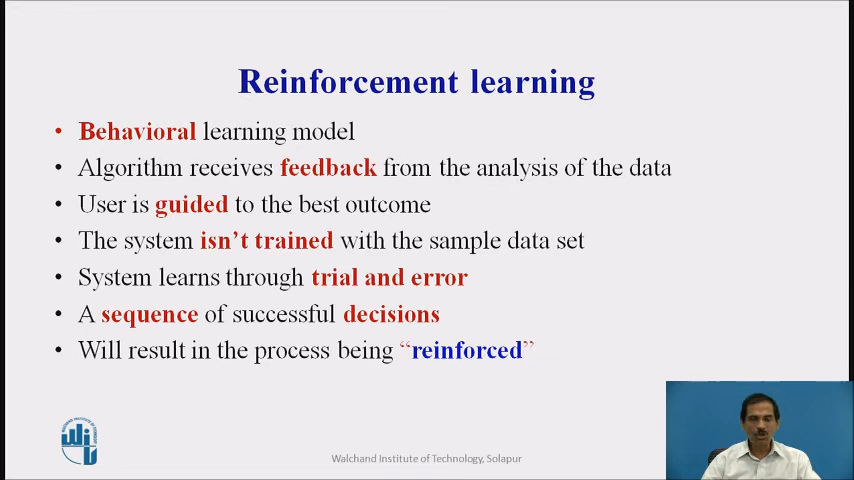 Reinforcement learning
• Behavioral learning model
• Algorithm receives feedback from the analysis of the data
• User is guided to the best outcome
• The system isn't trained with the sample data set
• System learns through trial and error
• A sequence of successful decisions
• Will result in the process being “reinforced”
Walchand Institute of Technology, Solapur